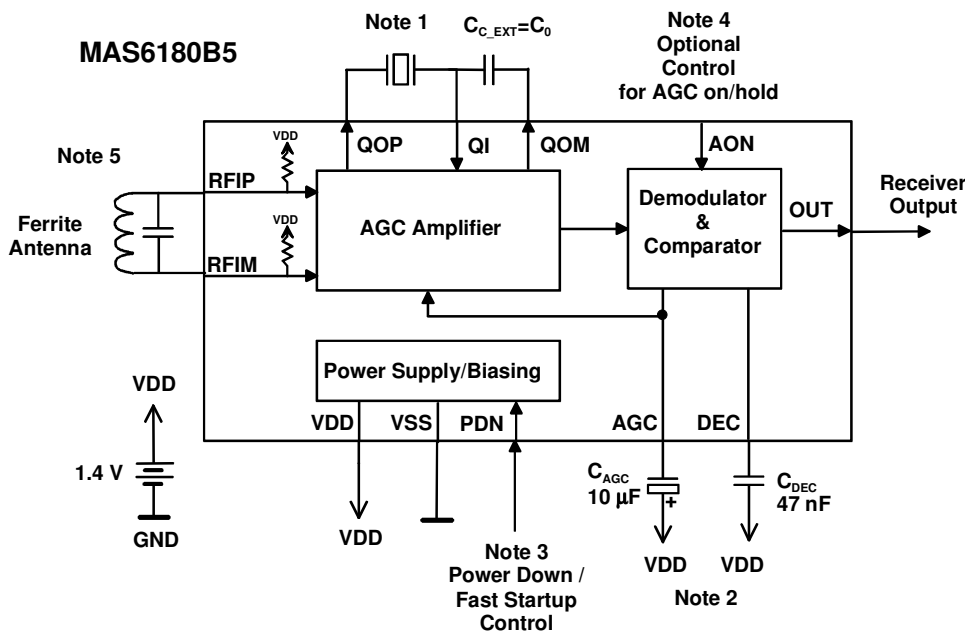 MAS6180B5
Note 1
C_C_EXT=C_0
Note 4
Optional
Control
for AGC on/hold
QOP
QI
QOM
AON
VDD
Note 5
RFIP
Ferrite
Antenna
VDD
RFIM
AGC Amplifier
Demodulator
&
Comparator
OUT
Receiver
Output
Power Supply/Biasing
VDD
VSS
PDN
AGC
DEC
VDD
1.4 V
GND
VDD
Note 3
Power Down /
Fast Startup
Control
C_AGC
10 µF
+
VDD
C_DEC
47 nF
VDD
Note 2